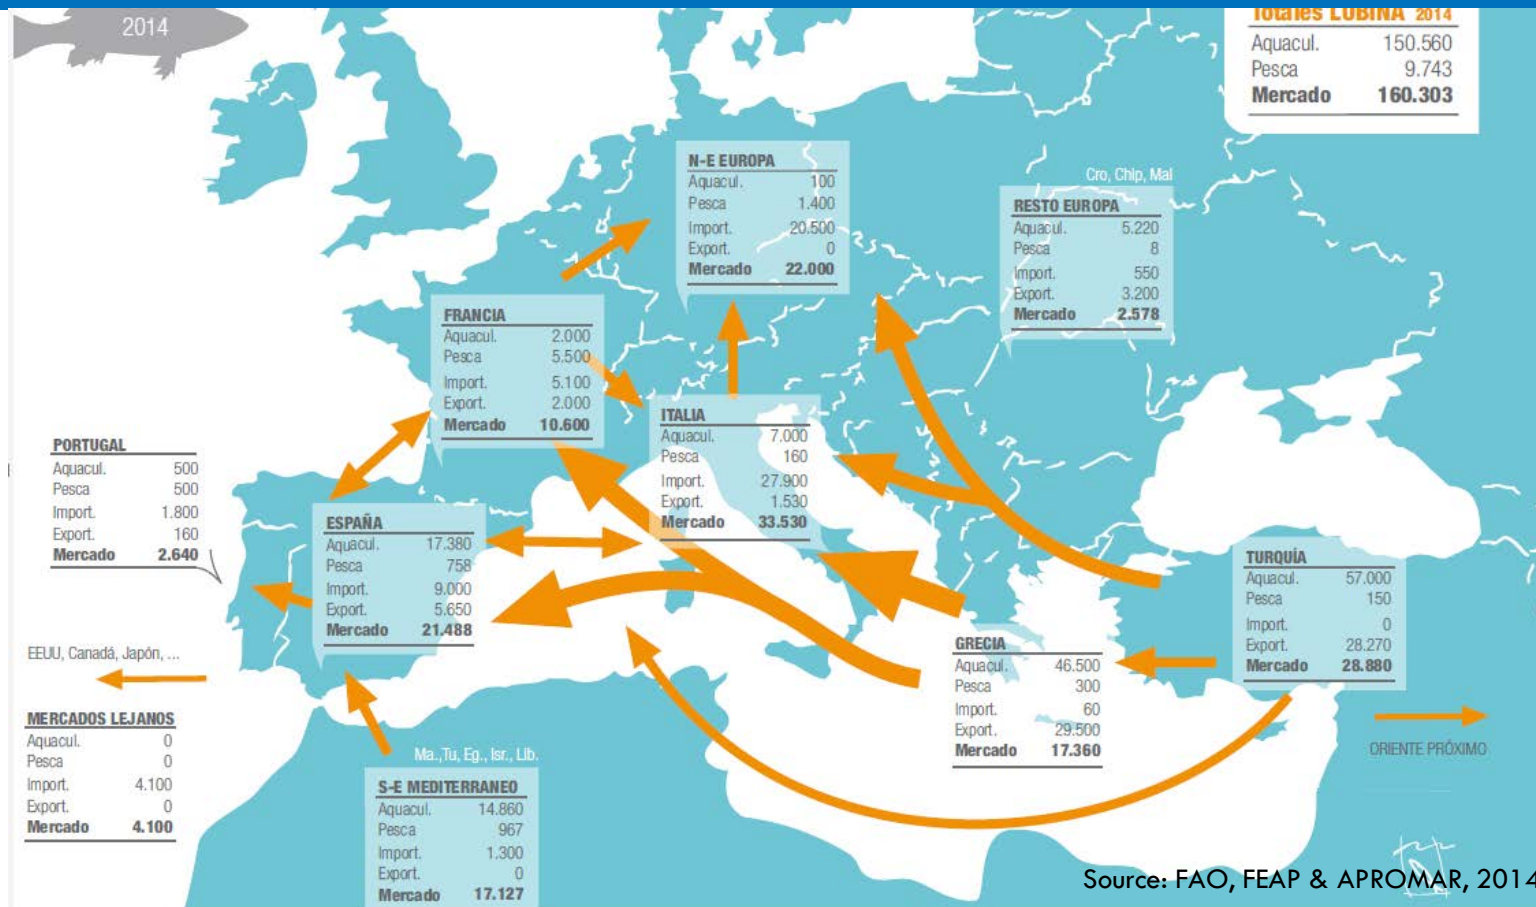 2014
Totales LUBINA 2014
Aquacul. 150.560
Pesca 9.743
Mercado 160.303
N-E EUROPA
Aquacul. 100
Pesca 1.400
Import. 20.500
Export. 0
Mercado 22.000
Cro, Chip, Mal
RESTO EUROPA
Aquacul. 5.220
Pesca 8
Import. 550
Export. 3.200
Mercado 2.578
FRANCIA
Aquacul. 2.000
Pesca 5.500
Import. 5.100
Export. 2.000
Mercado 10.600
ITALIA
Aquacul. 7.000
Pesca 160
Import. 27.900
Export. 1.530
Mercado 33.530
PORTUGAL
Aquacul. 500
Pesca 500
Import. 1.800
Export. 160
Mercado 2.640
ESPAÑA
Aquacul. 17.380
Pesca 758
Import. 9.000
Export. 5.650
Mercado 21.488
TURQUÍA
Aquacul. 57.000
Pesca 150
Import. 0
Export. 28.270
Mercado 28.880
GRECIA
Aquacul. 46.500
Pesca 300
Import. 60
Export. 29.500
Mercado 17.360
EEUU, Canadá, Japón, ...
MERCADOS LEJANOS
Aquacul. 0
Pesca 0
Import. 4.100
Export. 0
Mercado 4.100
Ma.,Tu, Eg., Isr., Lib.
S-E MEDITERRANEO
Aquacul. 14.860
Pesca 967
Import. 1.300
Export. 0
Mercado 17.127
ORIENTE PRÓXIMO
Source: FAO, FEAP & APROMAR, 2014